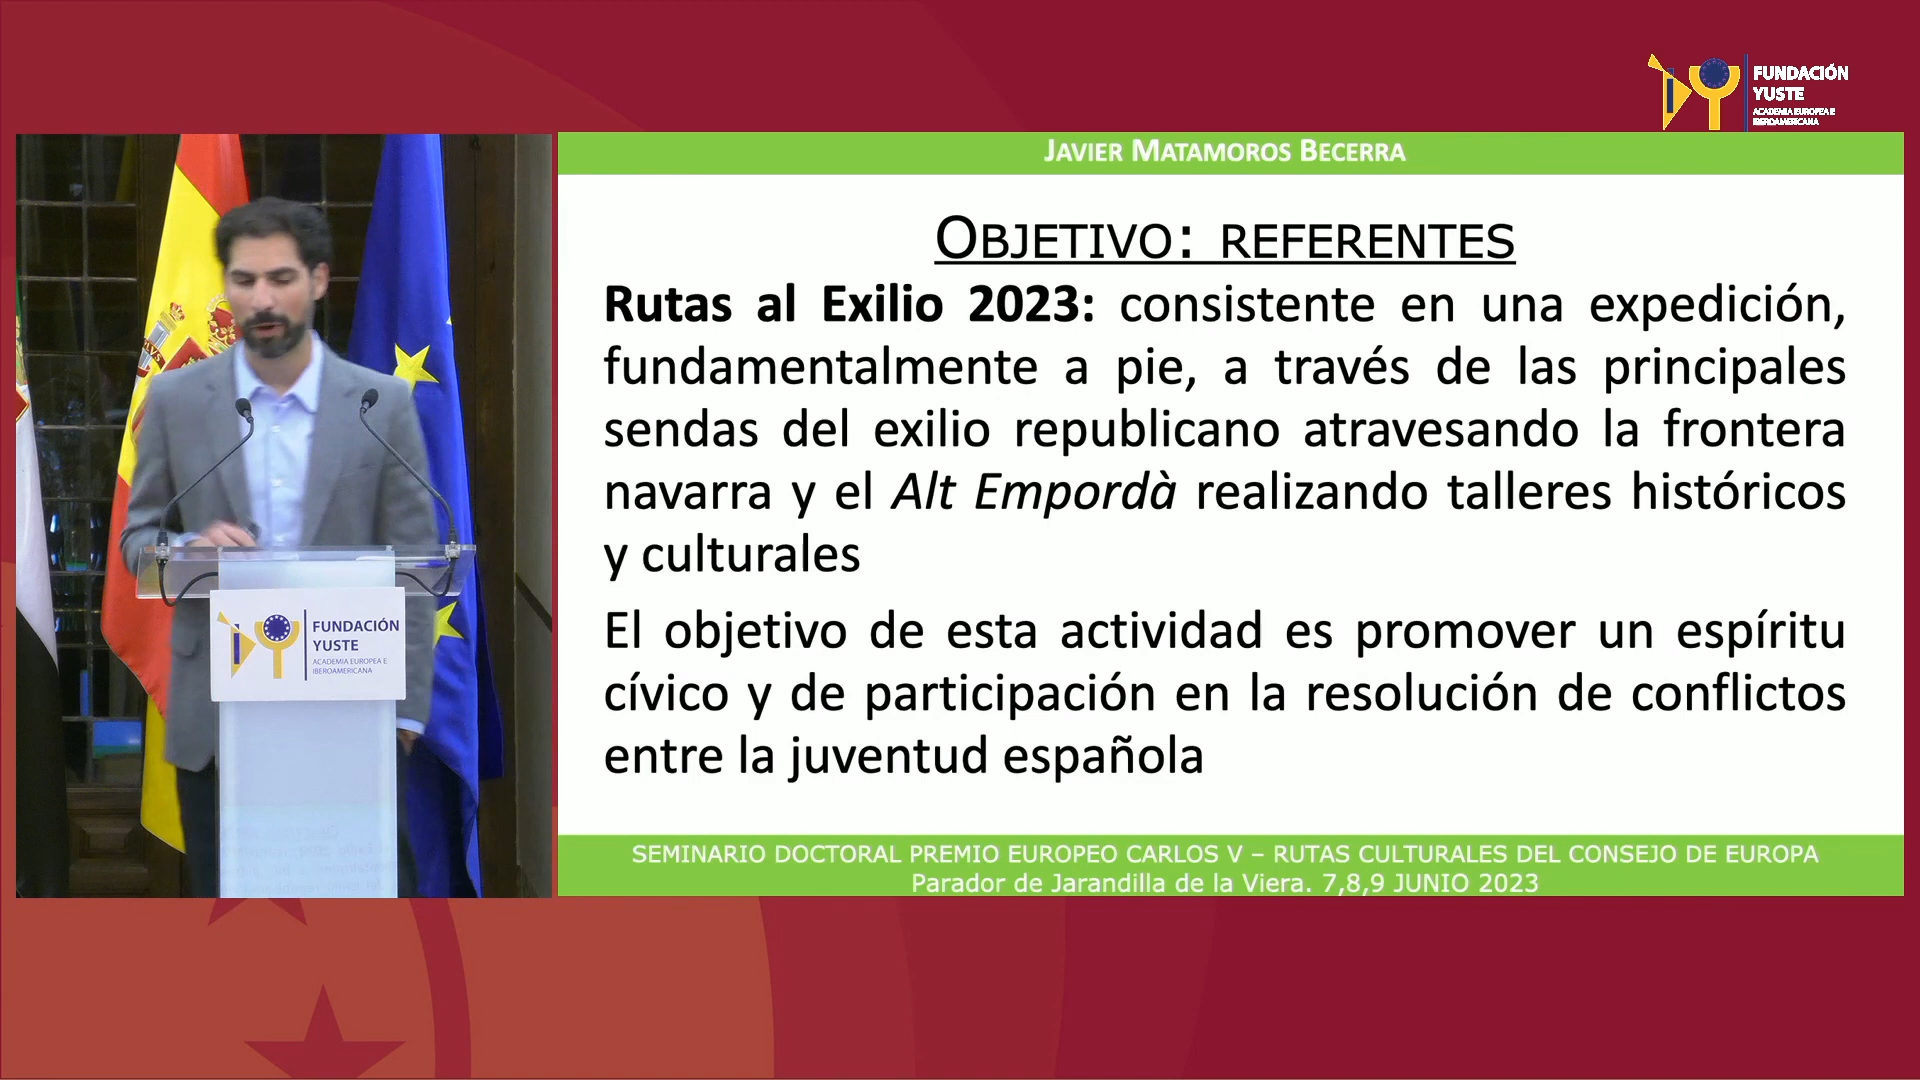 FUNDACIÓN
YUSTE
ACADEMIA EUROPEA E
IBEROAMERICANA
JAVIER MATAMOROS BECERRA
OBJETIVO: REFERENTES
Rutas al Exilio 2023: consistente en una expedición,
fundamentalmente a pie, a través de las principales
sendas del exilio republicano atravesando la frontera
navarra y el Alt Empordà realizando talleres históricos
y culturales
El objetivo de esta actividad es promover un espíritu
cívico y de participación en la resolución de conflictos
entre la juventud española
SEMINARIO DOCTORAL PREMIO EUROPEO CARLOS V – RUTAS CULTURALES DEL CONSEJO DE EUROPA
Parador de Jarandilla de la Viera. 7,8,9 JUNIO 2023
FUNDACIÓN
YUSTE
ACADEMIA EUROPEA E
IBEROAMERICANA